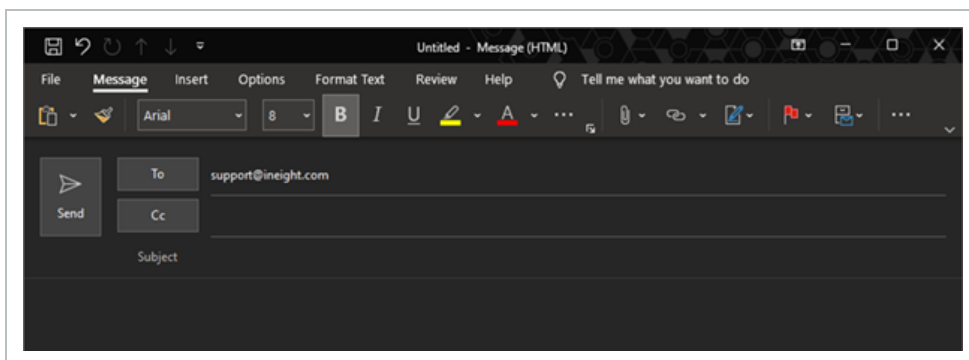 Untitled - Message (HTML)
File Message Insert Options Format Text Review Help Tell me what you want to do
Arial 8 B I U A
To support@ineight.com
Send Cc
Subject